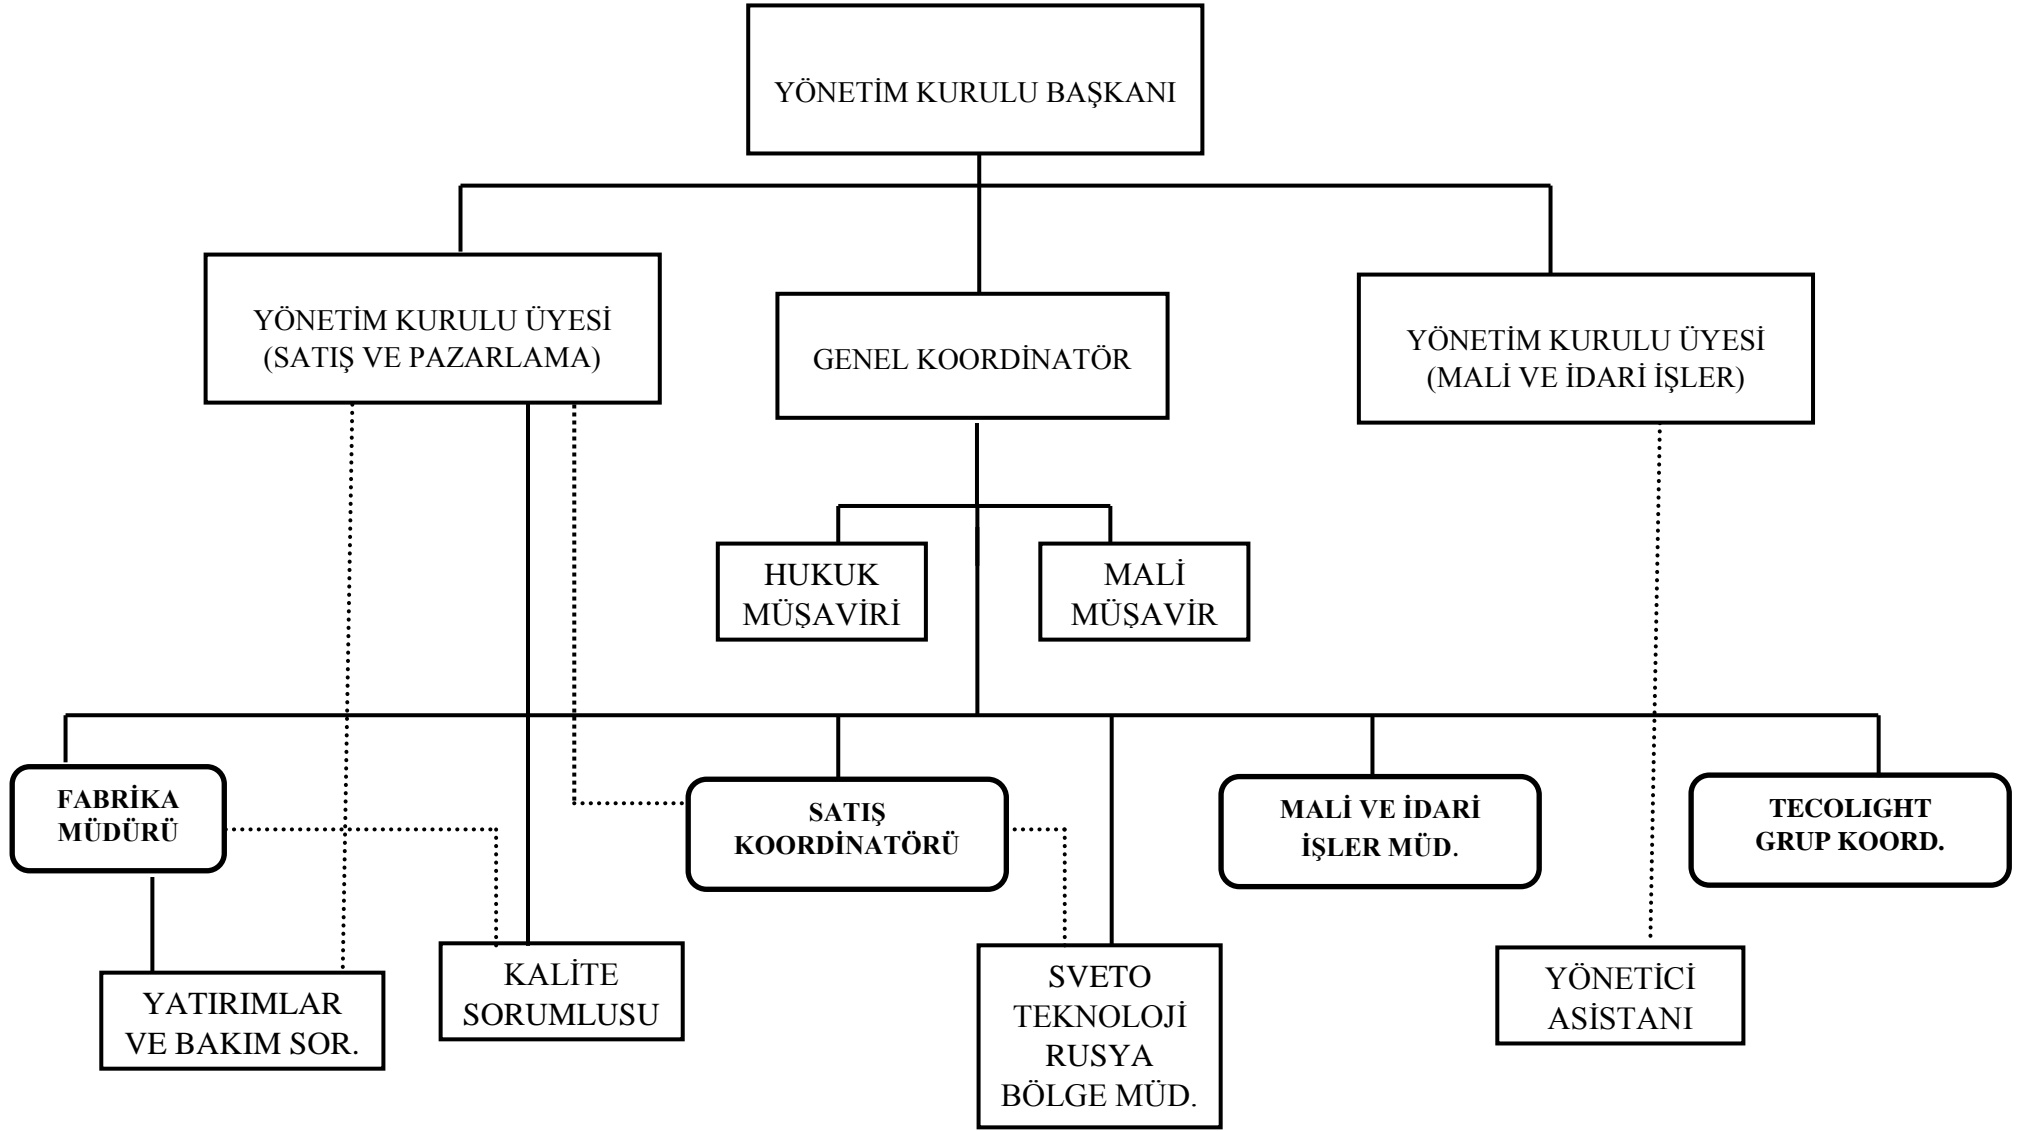 YÖNETİM KURULU BAŞKANI
YÖNETİM KURULU ÜYESİ
(SATIŞ VE PAZARLAMA)
GENEL KOORDİNATÖR
YÖNETİM KURULU ÜYESİ
(MALİ VE İDARİ İŞLER)
HUKUK
MÜŞAVİRİ
MALİ
MÜŞAVİR
FABRİKA
MÜDÜRÜ
SATIŞ
KOORDİNATÖRÜ
MALİ VE İDARİ
İŞLER MÜD.
TECOLIGHT
GRUP KOORD.
YATIRIMLAR
VE BAKIM SOR.
KALİTE
SORUMLUSU
SVETO
TEKNOLOJİ
RUSYA
BÖLGE MÜD.
YÖNETİCİ
ASİSTANI